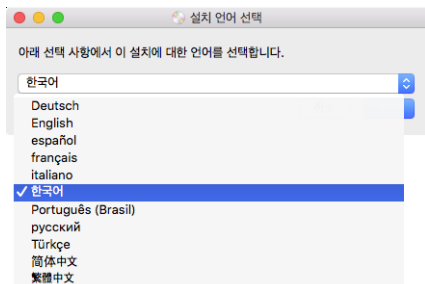 설치 언어 선택
아래 선택 사항에서 이 설치에 대한 언어를 선택합니다.
한국어
Deutsch
English
español
français
italiano
✓ 한국어
Português (Brasil)
русский
Türkçe
简体中文
繁體中文